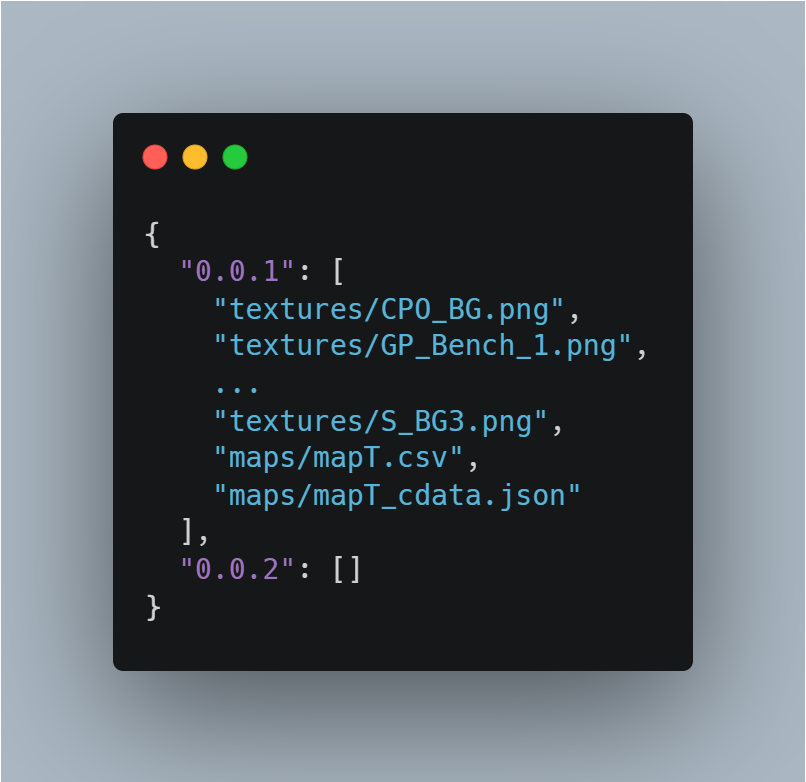 {
  "0.0.1": [
    "textures/CPO_BG.png",
    "textures/GP_Bench_1.png",
    ...
    "textures/S_BG3.png",
    "maps/mapT.csv",
    "maps/mapT_cdata.json"
  ],
  "0.0.2": []
}